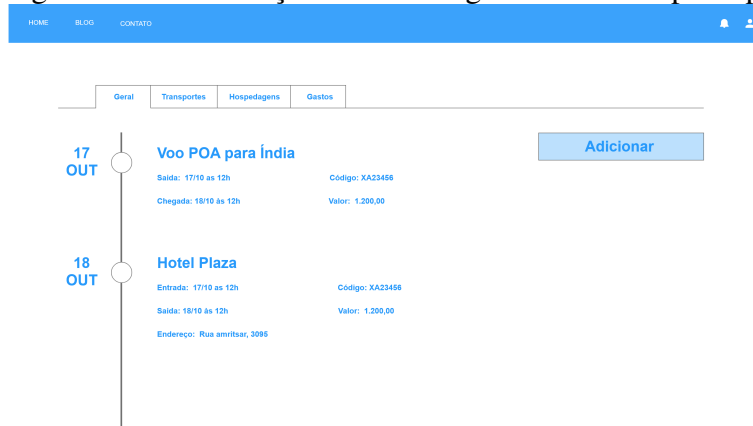 HOME BLOG CONTATO
Geral Transportes Hospedagens Gastos
17 OUT
Voo POA para Índia
Adicionar
Saída: 17/10 as 12h Código: XA23456
Chegada: 18/10 ás 12h Valor: 1.200,00
18 OUT
Hotel Plaza
Entrada: 17/10 as 12h Código: XA23456
Saída: 18/10 ás 12h Valor: 1.200,00
Endereço: Rua amritsar, 3095